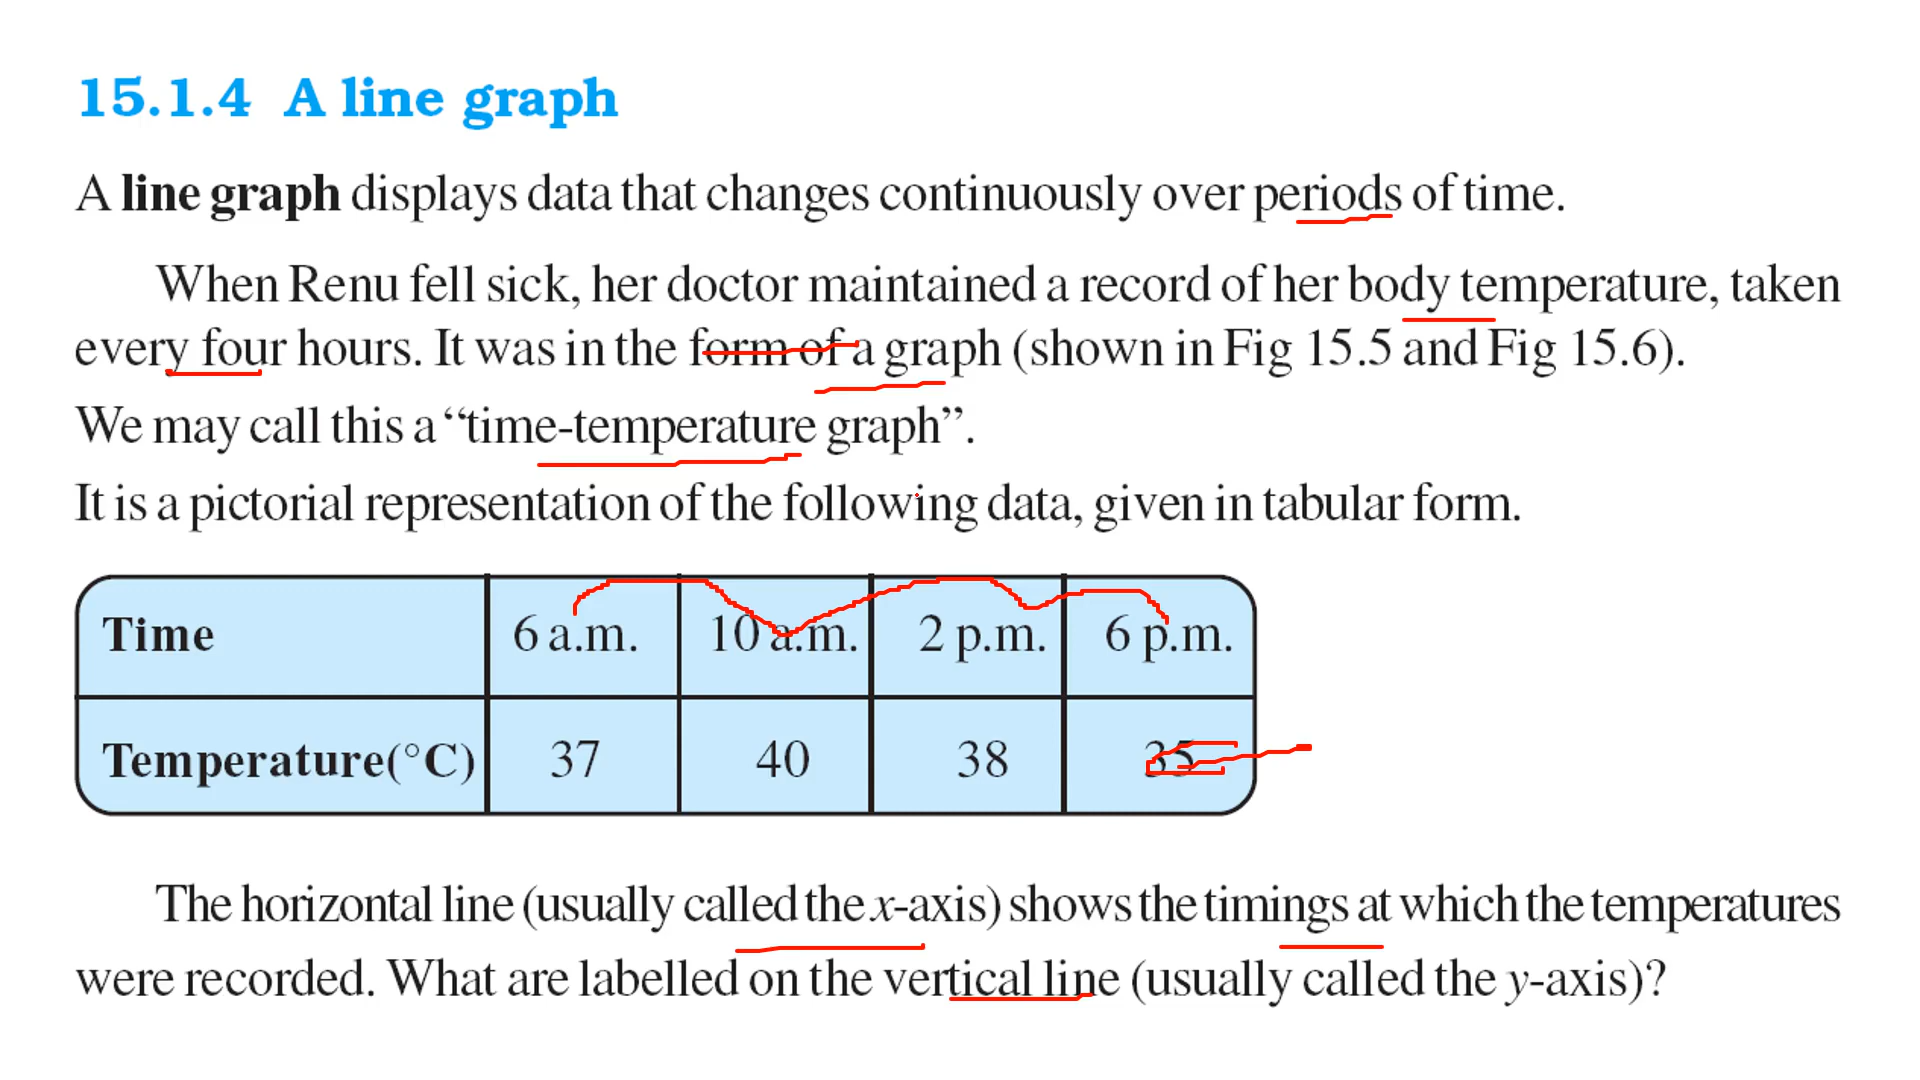 15.1.4 A line graph
A line graph displays data that changes continuously over periods of time.
When Renu fell sick, her doctor maintained a record of her body temperature, taken
every four hours. It was in the form of a graph (shown in Fig 15.5 and Fig 15.6).
We may call this a “time-temperature graph”.
It is a pictorial representation of the following data, given in tabular form.
Time 6 a.m. 10 a.m. 2 p.m. 6 p.m.
Temperature(°C) 37 40 38 35
The horizontal line (usually called the x-axis) shows the timings at which the temperatures
were recorded. What are labelled on the vertical line (usually called the y-axis)?